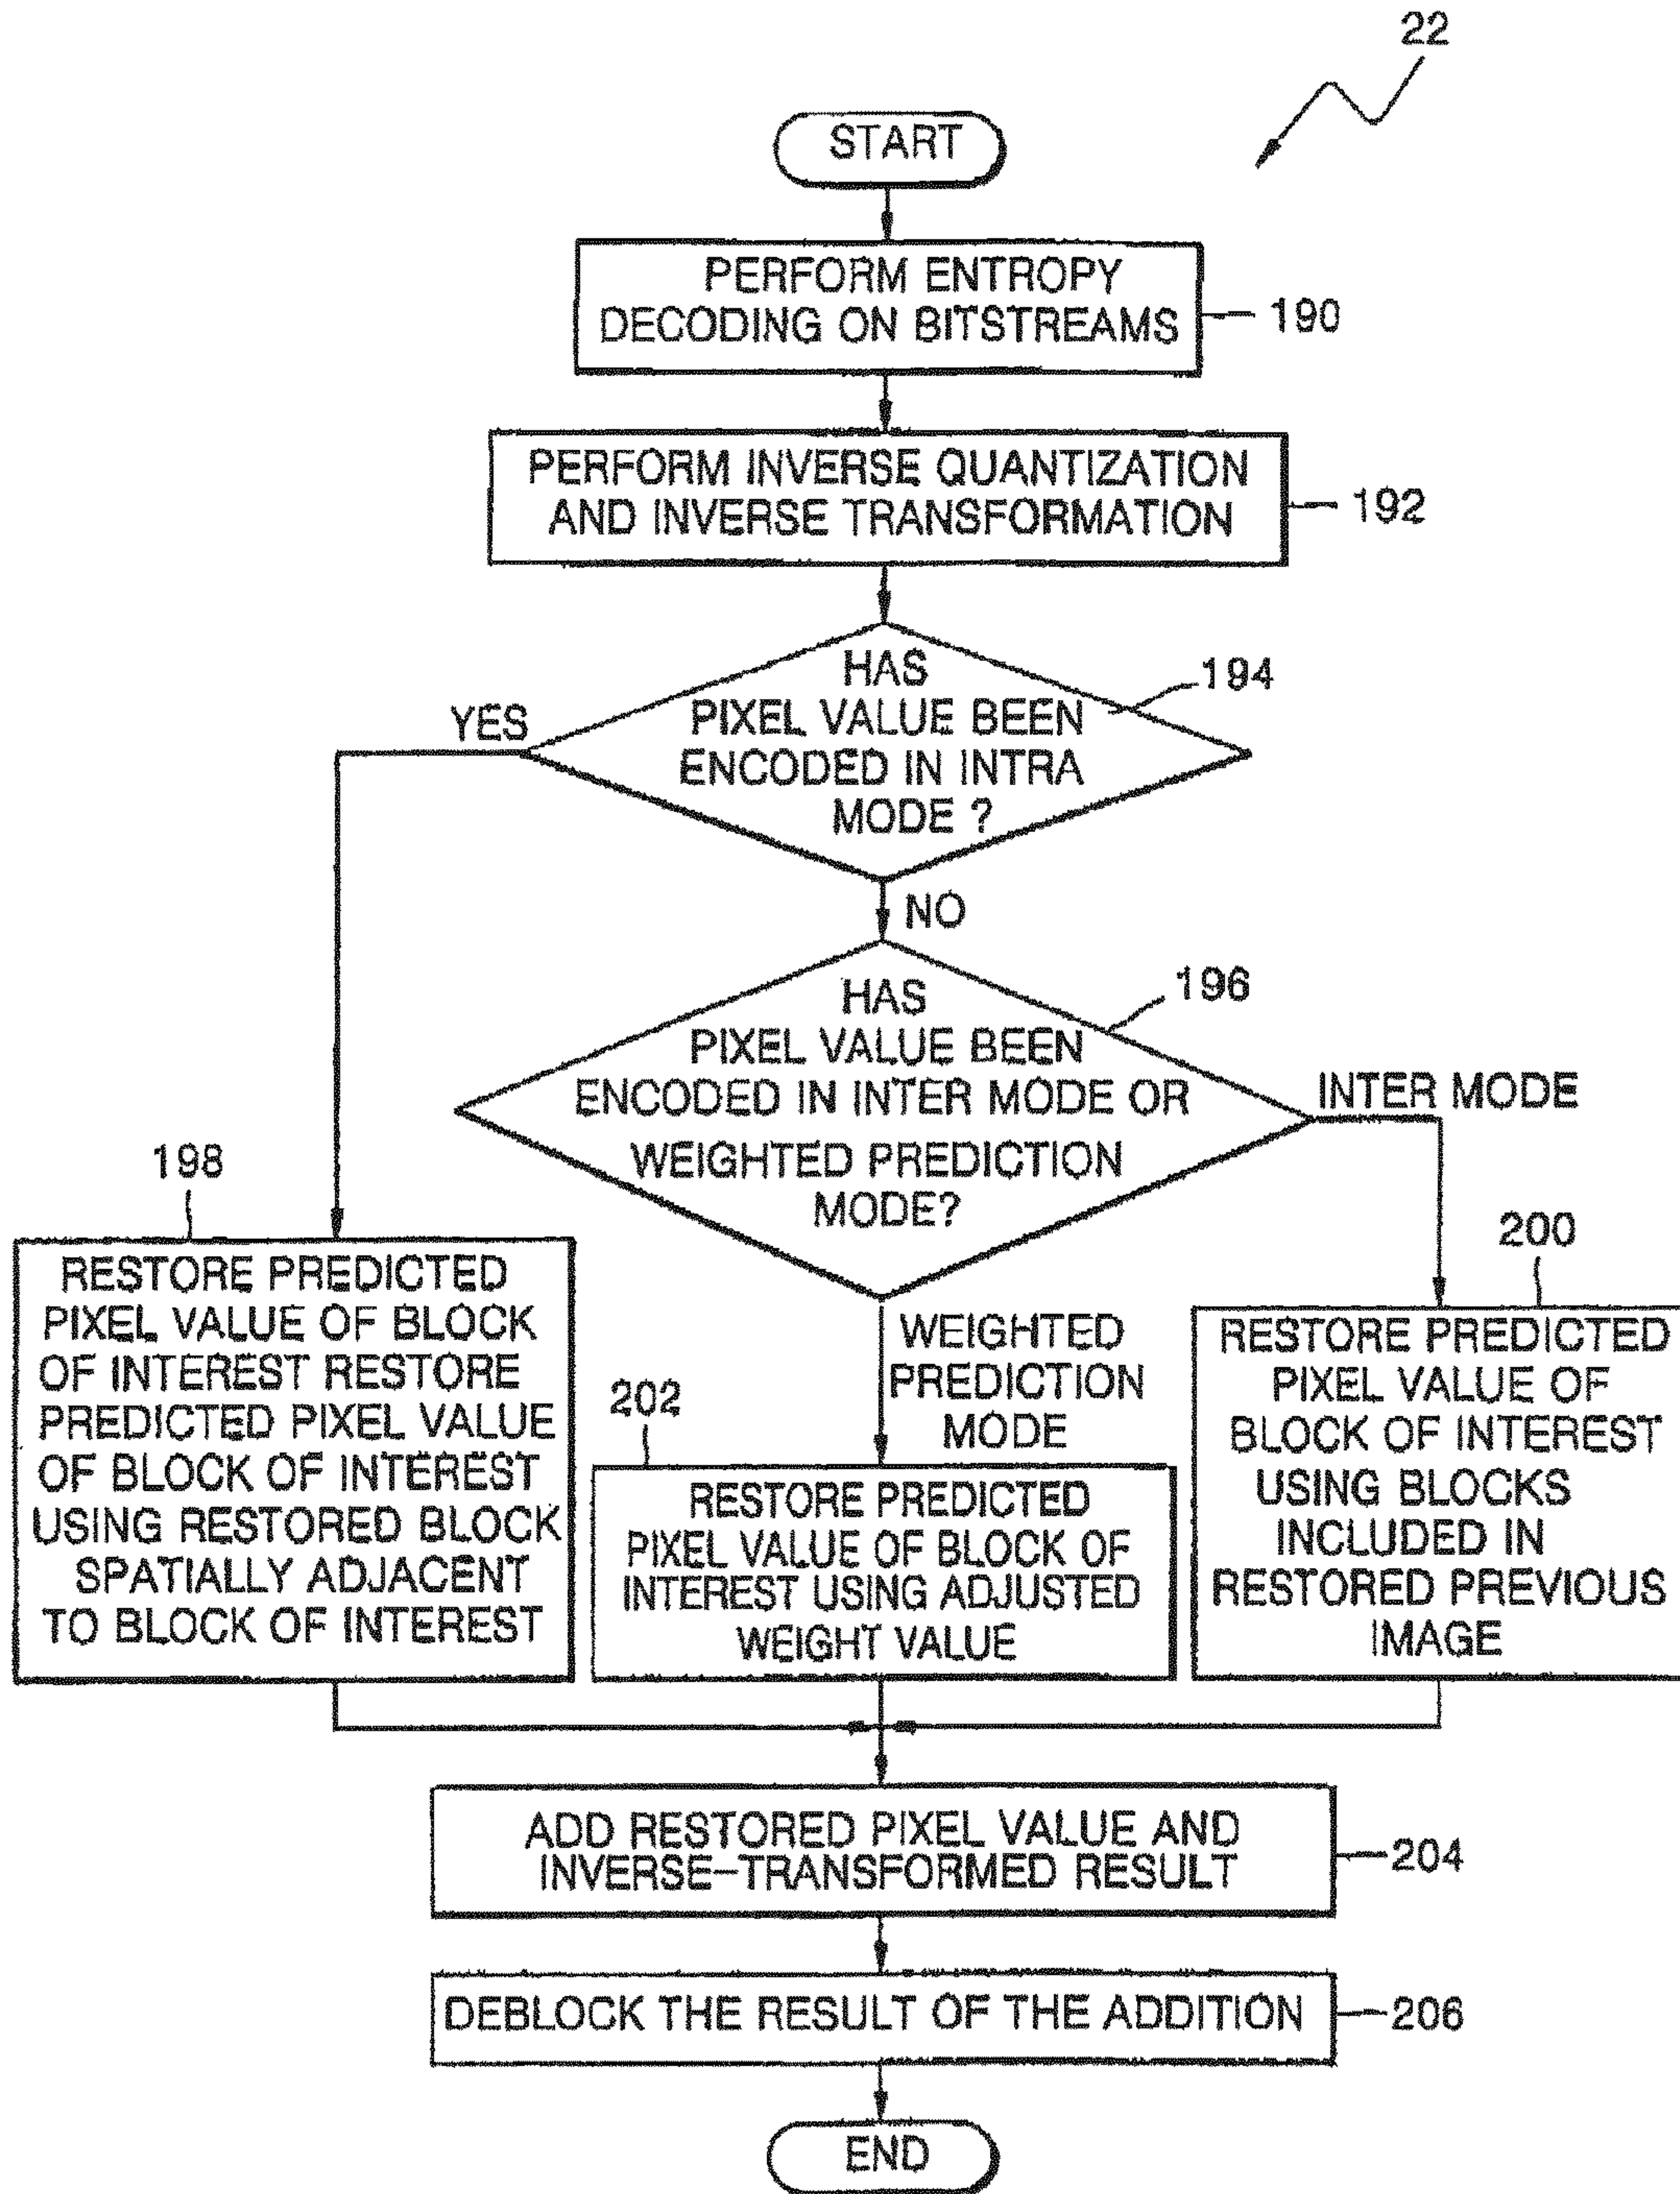 22
START
PERFORM ENTROPY
DECODING ON BITSTREAMS
190
PERFORM INVERSE QUANTIZATION
AND INVERSE TRANSFORMATION
192
HAS
PIXEL VALUE BEEN
ENCODED IN INTRA
MODE ?
194
YES
NO
HAS
PIXEL VALUE BEEN
ENCODED IN INTER MODE OR
WEIGHTED PREDICTION
MODE?
196
INTER MODE
198
RESTORE PREDICTED
PIXEL VALUE OF BLOCK
OF INTEREST RESTORE
PREDICTED PIXEL VALUE
OF BLOCK OF INTEREST
USING RESTORED BLOCK
SPATIALLY ADJACENT
TO BLOCK OF INTEREST
WEIGHTED
PREDICTION
MODE
202
RESTORE PREDICTED
PIXEL VALUE OF BLOCK OF
INTEREST USING ADJUSTED
WEIGHT VALUE
200
RESTORE PREDICTED
PIXEL VALUE OF
BLOCK OF INTEREST
USING BLOCKS
INCLUDED IN
RESTORED PREVIOUS
IMAGE
ADD RESTORED PIXEL VALUE AND
INVERSE-TRANSFORMED RESULT
204
DEBLOCK THE RESULT OF THE ADDITION
206
END